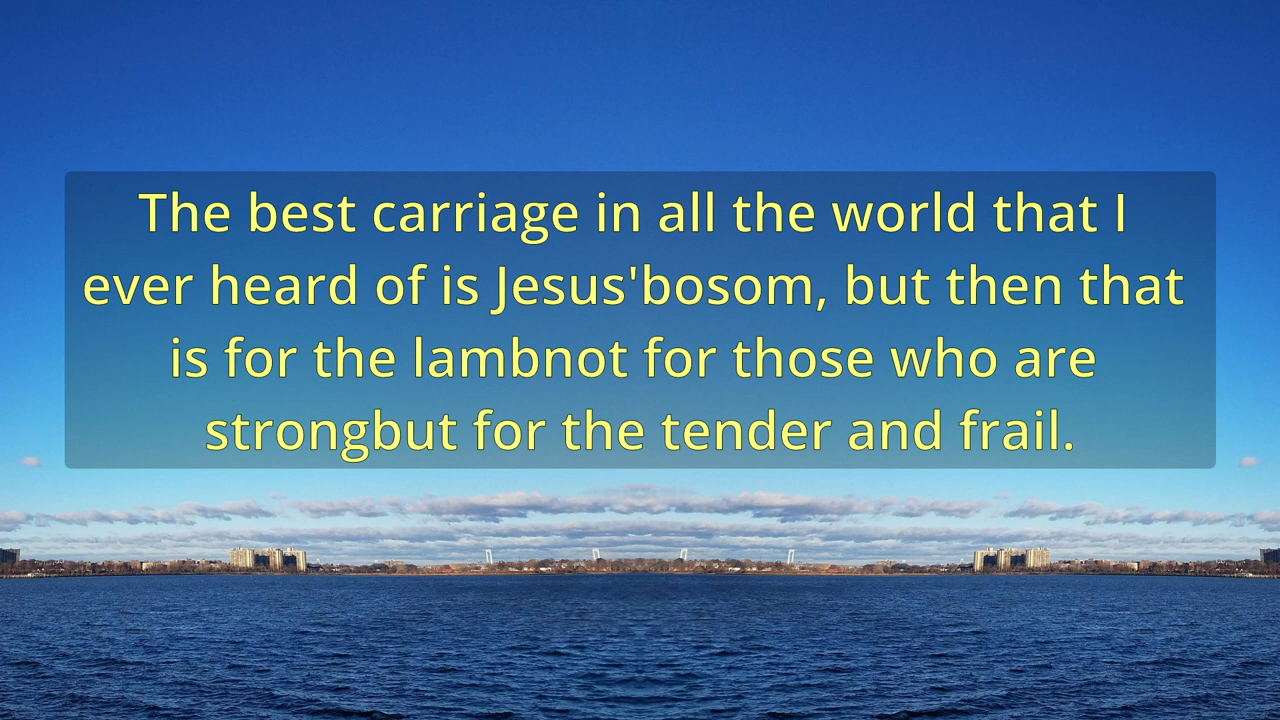 The best carriage in all the world that I
ever heard of is Jesus'bosom, but then that
is for the lambnot for those who are
strongbut for the tender and frail.